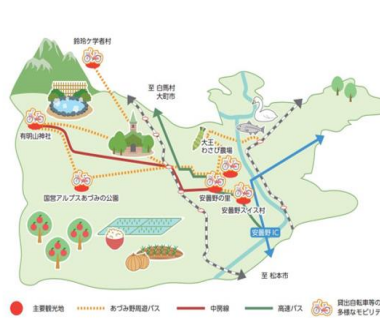 鈴玲ケ学者村
至 白馬村
大町市
有明山神社
大王
わさび農場
国営アルプスあづみの公園
安曇野の里
安曇野スイス村
安曇野IC
至 松本市
主要観光地
あづみ野周遊バス
中房線
高速バス
貸出自転車等の
多様なモビリテ